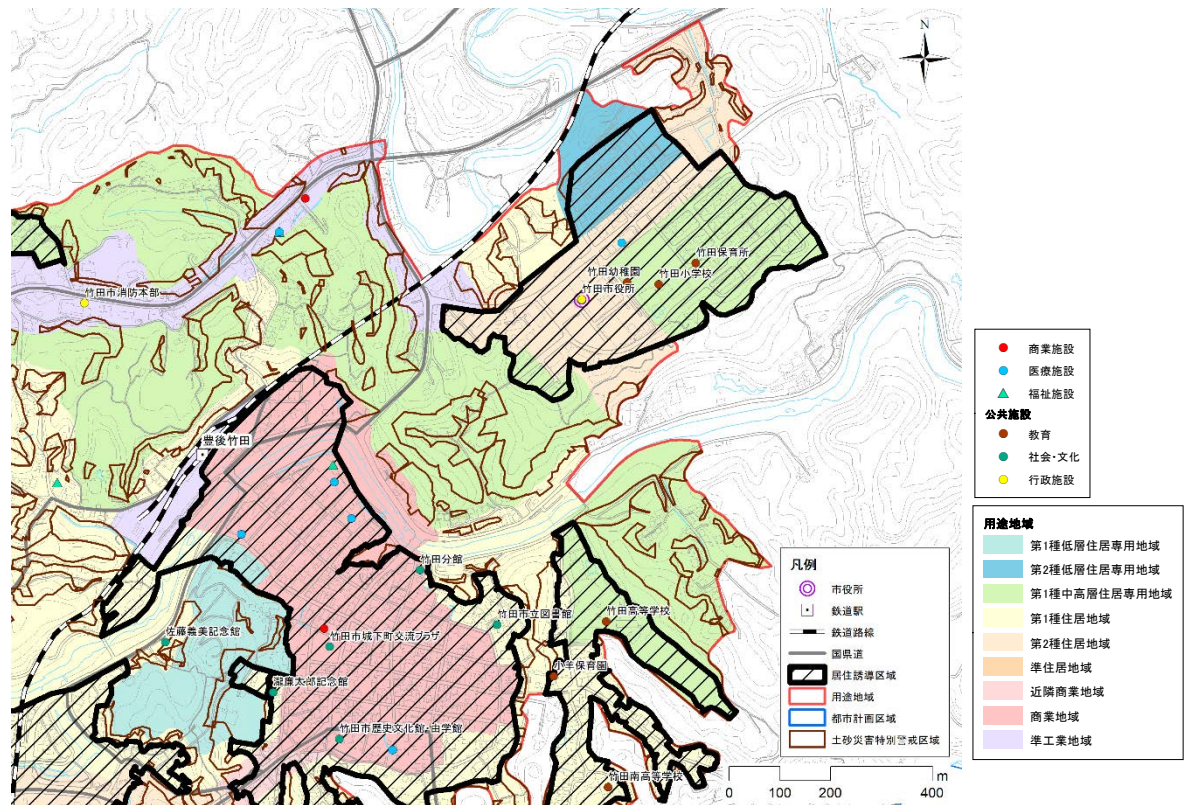 N
竹田市消防本部
竹田保育所
竹田幼稚園
竹田小学校
竹田市役所
豊後竹田
竹田分館
竹田市立図書館
竹田高等学校
佐藤義美記念館
竹田市城下町交流プラザ
小羊保育園
瀧廉太郎記念館
竹田市歴史文化館・由学館
竹田南高等学校
凡例
市役所
鉄道駅
鉄道路線
国県道
居住誘導区域
用途地域
都市計画区域
土砂災害特別警戒区域
0 100 200 400
m
商業施設
医療施設
福祉施設
公共施設
教育
社会・文化
行政施設
用途地域
第1種低層住居専用地域
第2種低層住居専用地域
第1種中高層住居専用地域
第1種住居地域
第2種住居地域
準住居地域
近隣商業地域
商業地域
準工業地域